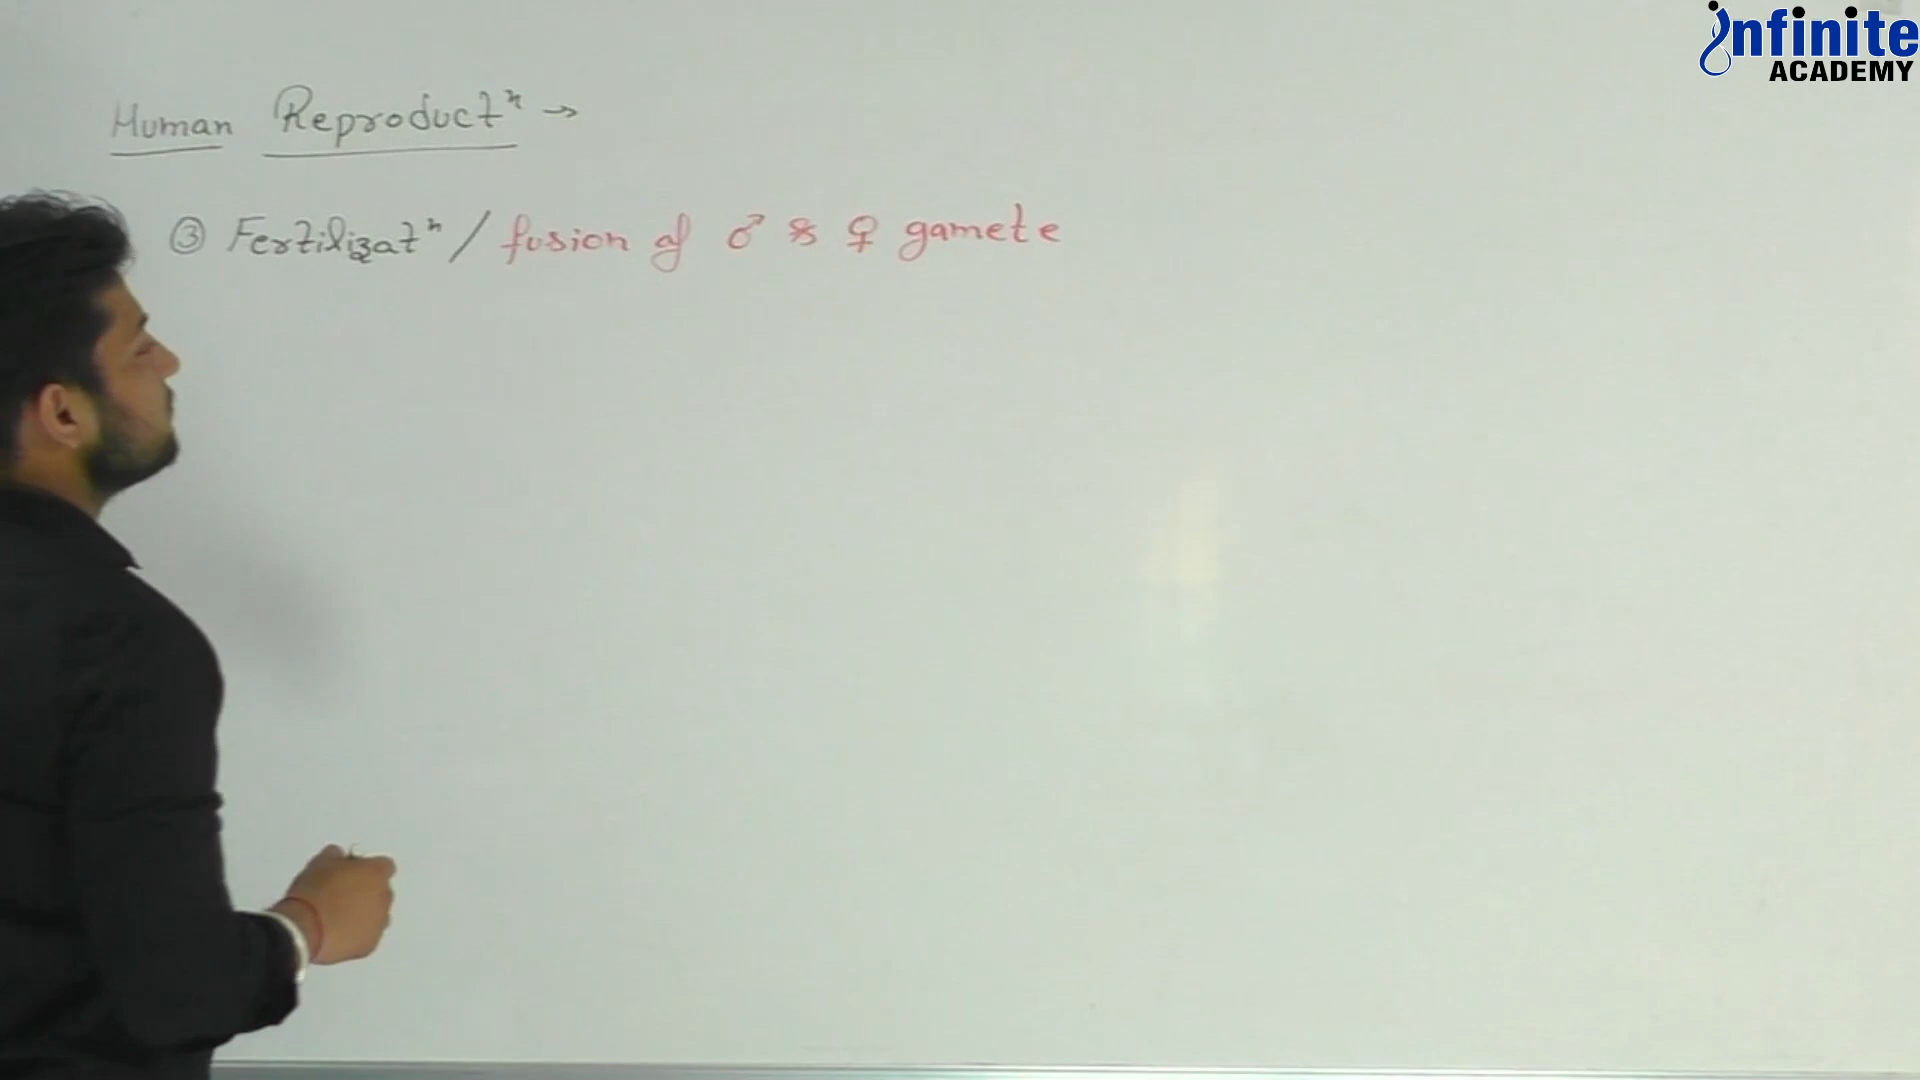 infinite
ACADEMY
Human Reproductⁿ →
③ Fertilizatⁿ / fusion of ♂ & ♀ gamete